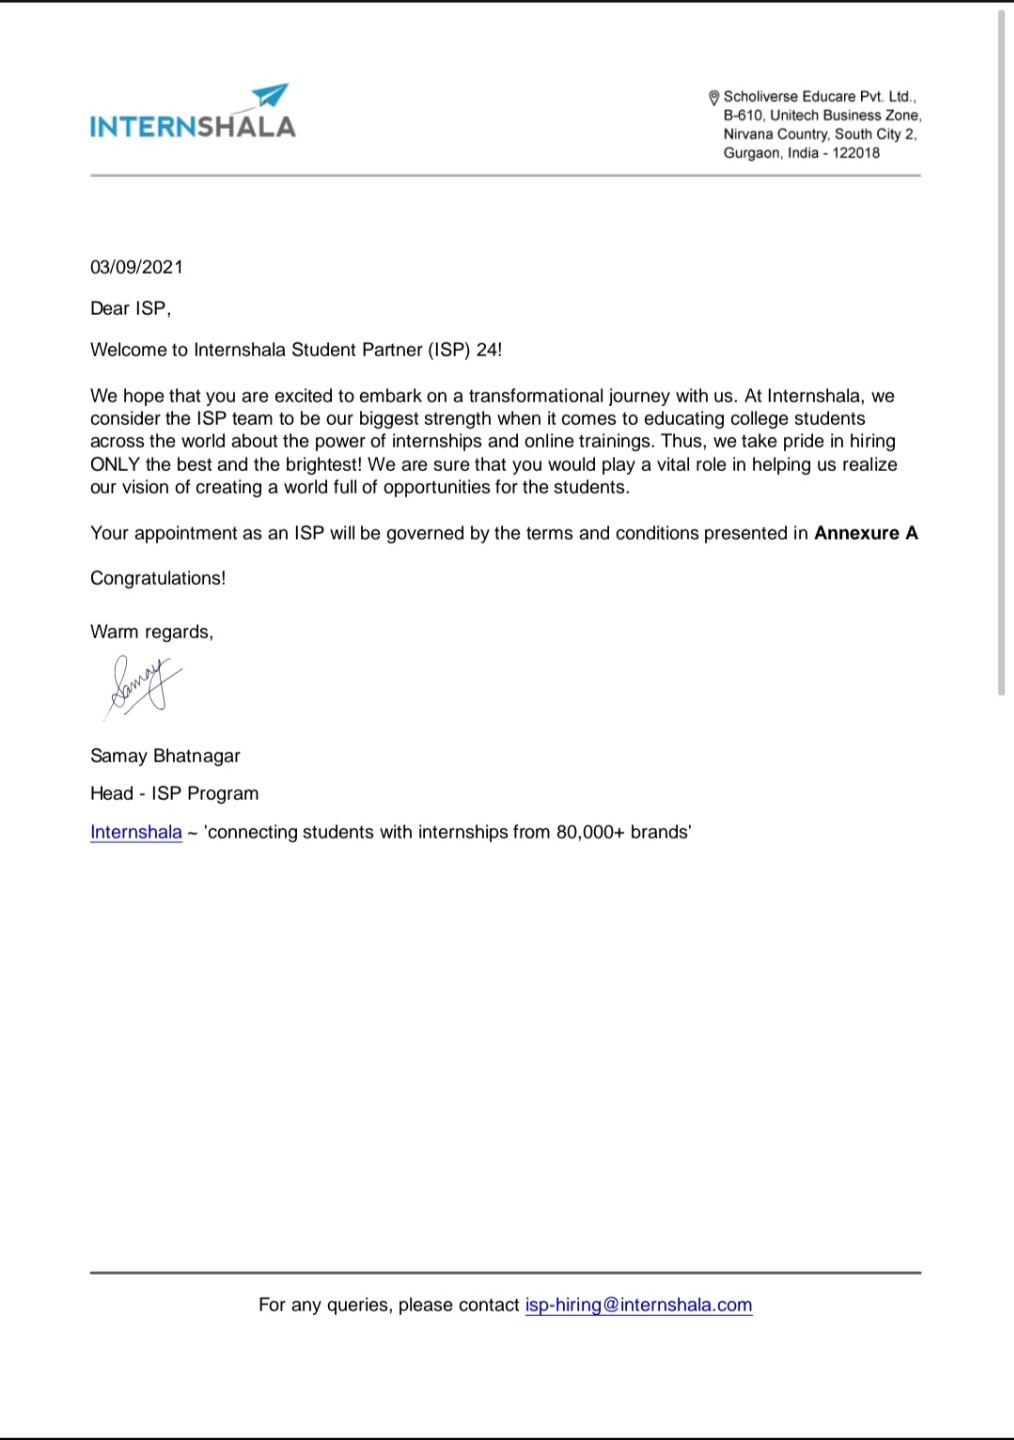 INTERNSHALA
Scholiverse Educare Pvt. Ltd.,
B-610, Unitech Business Zone,
Nirvana Country, South City 2,
Gurgaon, India - 122018
03/09/2021
Dear ISP,
Welcome to Internshala Student Partner (ISP) 24!
We hope that you are excited to embark on a transformational journey with us. At Internshala, we
consider the ISP team to be our biggest strength when it comes to educating college students
across the world about the power of internships and online trainings. Thus, we take pride in hiring
ONLY the best and the brightest! We are sure that you would play a vital role in helping us realize
our vision of creating a world full of opportunities for the students.
Your appointment as an ISP will be governed by the terms and conditions presented in Annexure A
Congratulations!
Warm regards,
Samay
Samay Bhatnagar
Head - ISP Program
Internshala ~ 'connecting students with internships from 80,000+ brands'
For any queries, please contact isp-hiring@internshala.com